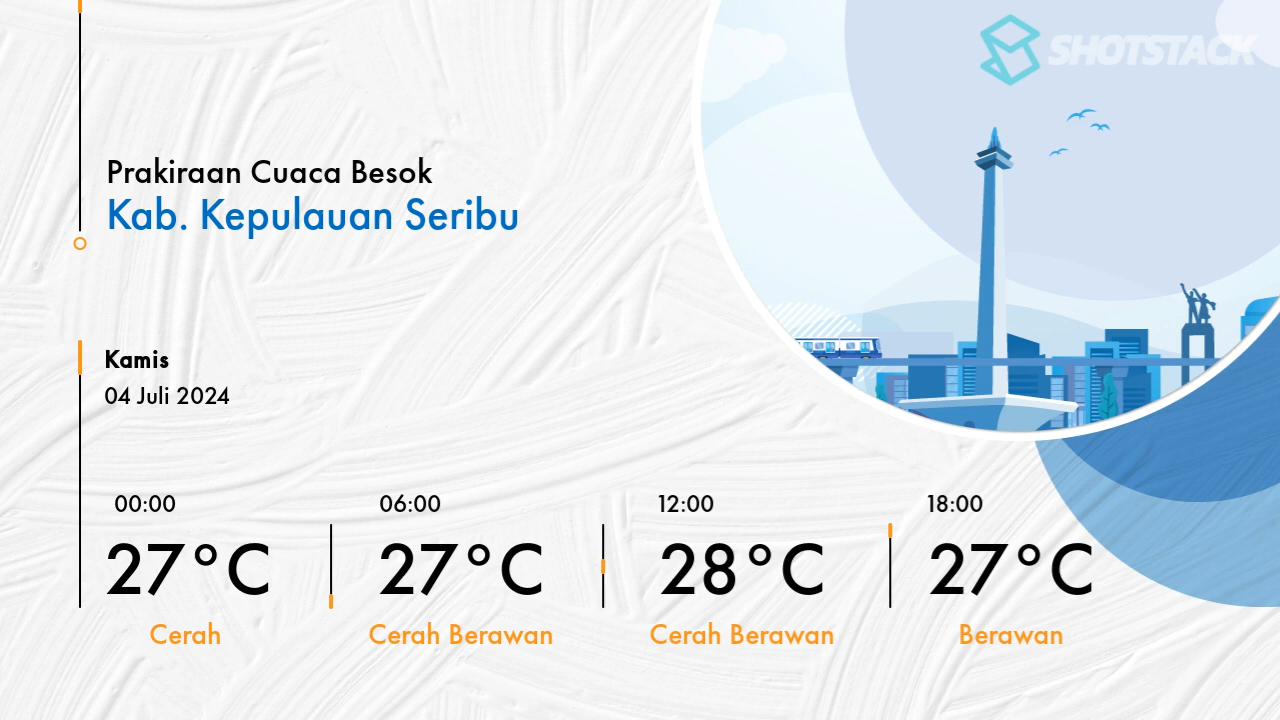 SHOTSTACK
Prakiraan Cuaca Besok
Kab. Kepulauan Seribu
Kamis
04 Juli 2024
00:00
06:00
12:00
18:00
27°C
27°C
28°C
27°C
Cerah
Cerah Berawan
Cerah Berawan
Berawan